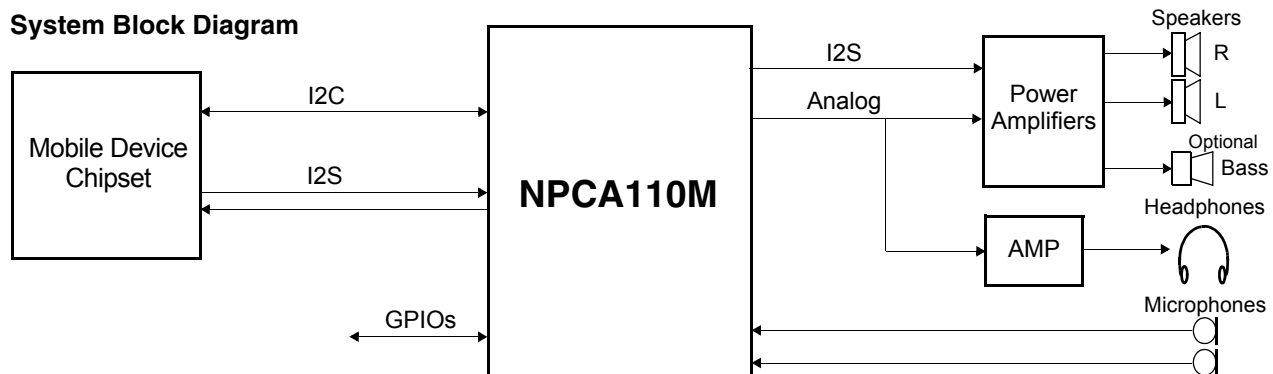 System Block Diagram
Mobile Device
Chipset
I2C
I2S
GPIOs
NPCA110M
I2S
Analog
Power
Amplifiers
AMP
Speakers
R
L
Optional
Bass
Headphones
Microphones